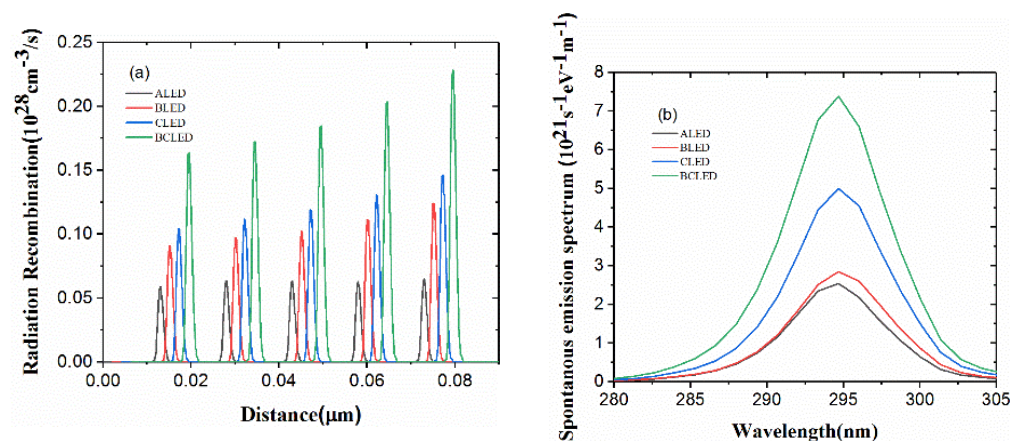 Radiation Recombination(10²⁸cm⁻³/s)
0.25
0.20
0.15
0.10
0.05
0.00
(a)
ALED
BLED
CLED
BCLED
0.00 0.02 0.04 0.06 0.08
Distance(μm)
Spontanous emission spectrum (10²¹s⁻¹eV⁻¹m⁻¹)
8
7
6
5
4
3
2
1
0
(b)
ALED
BLED
CLED
BCLED
280 285 290 295 300 305
Wavelength(nm)